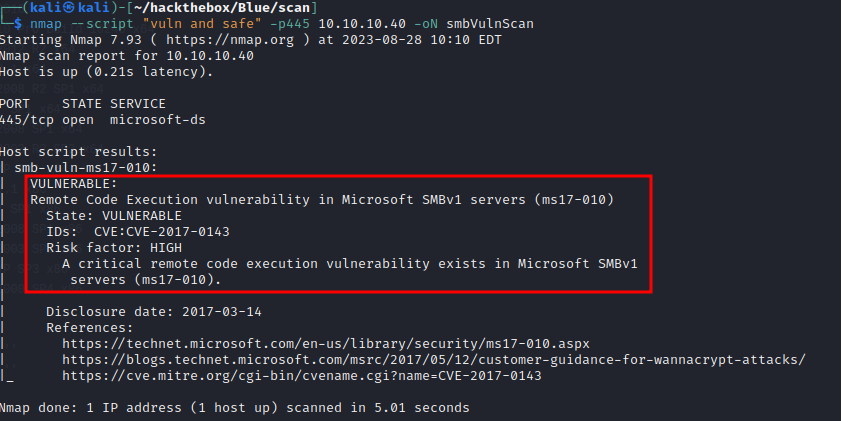 ┌──(kali㉿kali)-[~/hackthebox/Blue/scan]
└─$ nmap --script "vuln and safe" -p445 10.10.10.40 -oN smbVulnScan
Starting Nmap 7.93 ( https://nmap.org ) at 2023-08-28 10:10 EDT
Nmap scan report for 10.10.10.40
Host is up (0.21s latency).

PORT    STATE SERVICE
445/tcp open  microsoft-ds

Host script results:
| smb-vuln-ms17-010:
|   VULNERABLE:
|   Remote Code Execution vulnerability in Microsoft SMBv1 servers (ms17-010)
|     State: VULNERABLE
|     IDs:  CVE:CVE-2017-0143
|     Risk factor: HIGH
|       A critical remote code execution vulnerability exists in Microsoft SMBv1
|        servers (ms17-010).
|
|     Disclosure date: 2017-03-14
|     References:
|       https://technet.microsoft.com/en-us/library/security/ms17-010.aspx
|       https://blogs.technet.microsoft.com/msrc/2017/05/12/customer-guidance-for-wannacrypt-attacks/
|_      https://cve.mitre.org/cgi-bin/cvename.cgi?name=CVE-2017-0143

Nmap done: 1 IP address (1 host up) scanned in 5.01 seconds